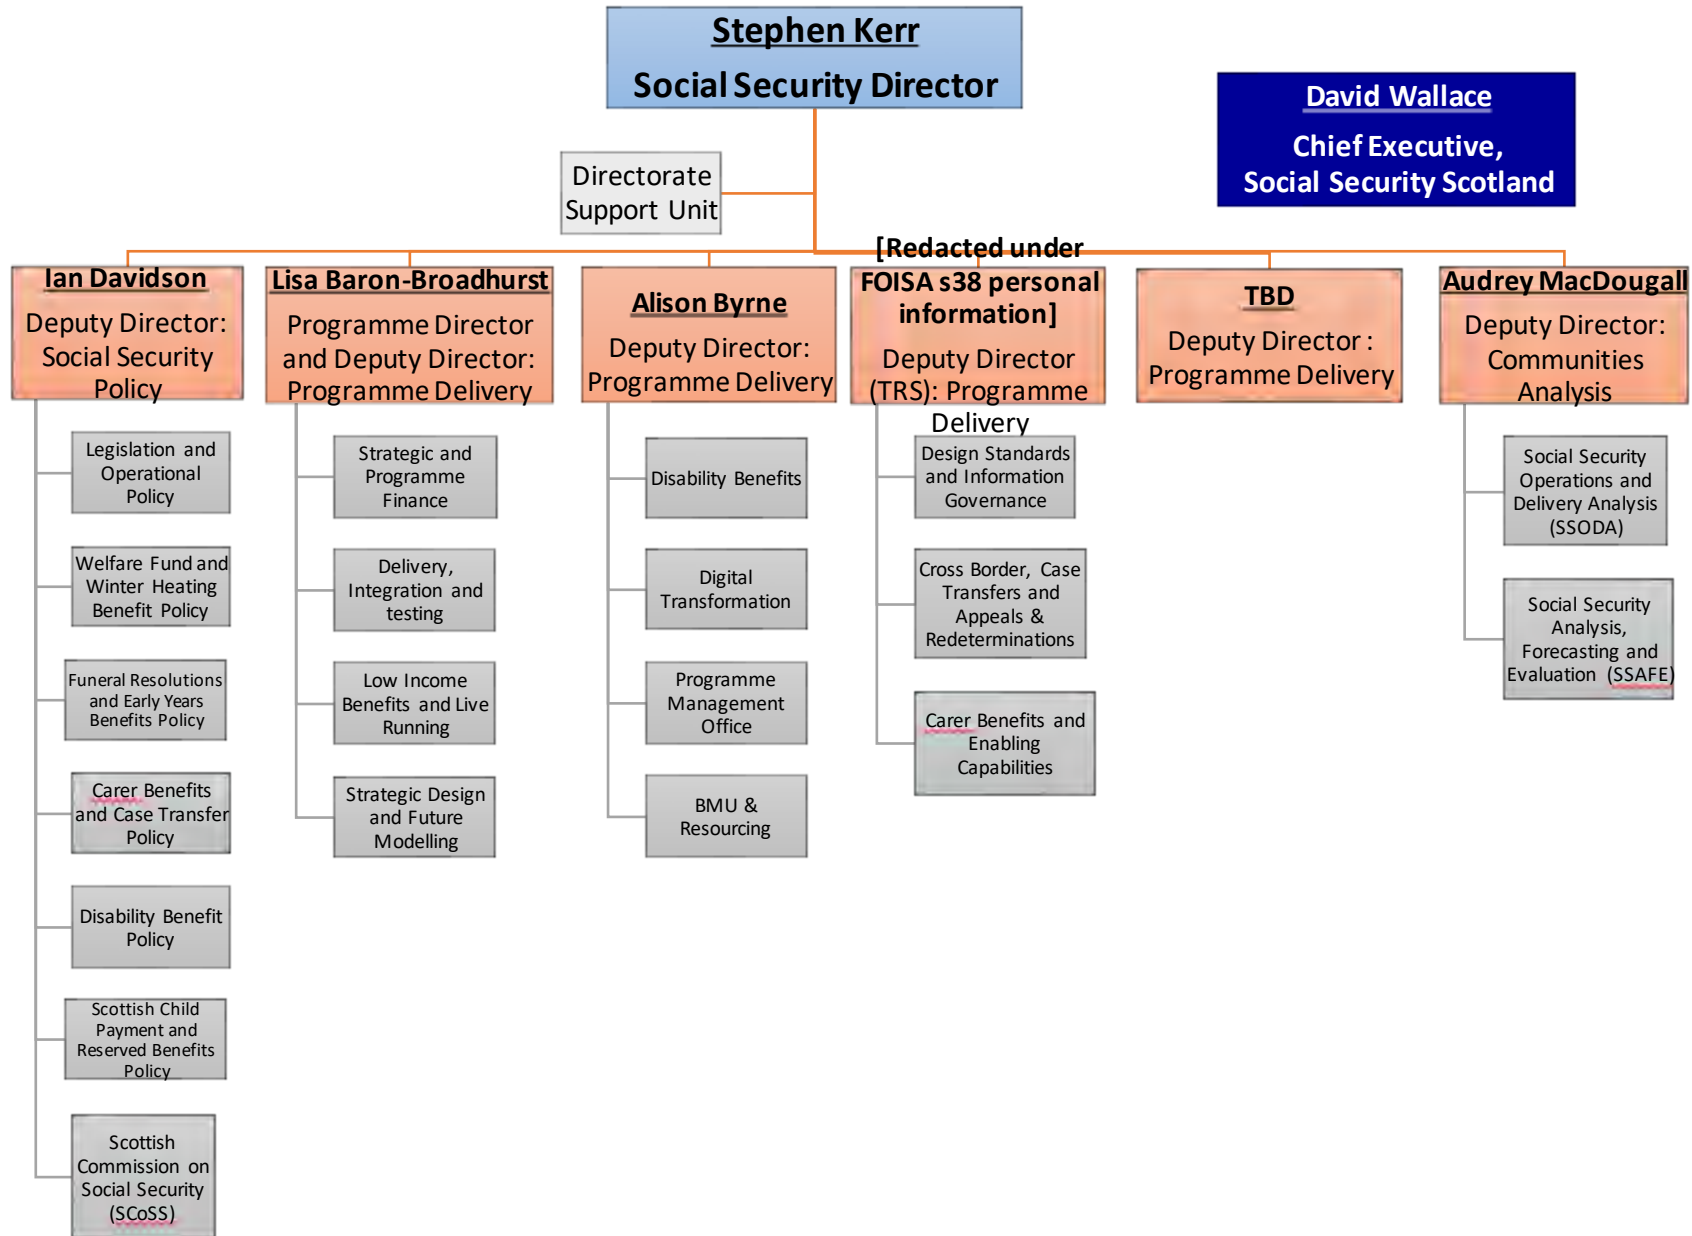 Stephen Kerr
Social Security Director
David Wallace
Chief Executive,
Social Security Scotland
Directorate
Support Unit
Ian Davidson
Deputy Director:
Social Security
Policy
Legislation and
Operational
Policy
Welfare Fund and
Winter Heating
Benefit Policy
Funeral Resolutions
and Early Years
Benefits Policy
Carer Benefits
and Case Transfer
Policy
Disability Benefit
Policy
Scottish Child
Payment and
Reserved Benefits
Policy
Scottish
Commission on
Social Security
(SCoSS)
Lisa Baron-Broadhurst
Programme Director
and Deputy Director:
Programme Delivery
Strategic and
Programme
Finance
Delivery,
Integration and
testing
Low Income
Benefits and Live
Running
Strategic Design
and Future
Modelling
Alison Byrne
Deputy Director:
Programme Delivery
Disability Benefits
Digital
Transformation
Programme
Management
Office
BMU &
Resourcing
[Redacted under
FOISA s38 personal
information]
Deputy Director
(TRS): Programme
Delivery
Design Standards
and Information
Governance
Cross Border, Case
Transfers and
Appeals &
Redeterminations
Carer Benefits and
Enabling
Capabilities
TBD
Deputy Director :
Programme Delivery
Audrey MacDougall
Deputy Director:
Communities
Analysis
Social Security
Operations and
Delivery Analysis
(SSODA)
Social Security
Analysis,
Forecasting and
Evaluation (SSAFE)